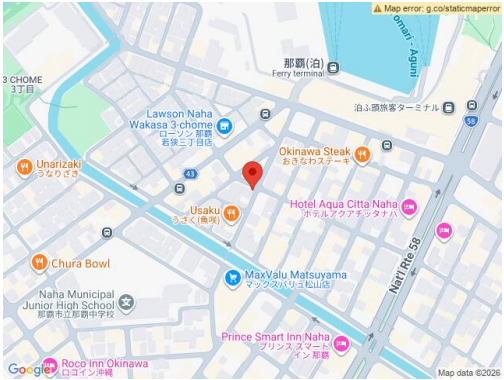 Map error: g.co/staticmaperror
Tomari - Aguni
那覇(泊)
Ferry terminal
3 CHOME
3丁目
泊ふ頭旅客ターミナル
58
Lawson Naha
Wakasa 3-chome
ローソン 那覇
若狭三丁目店
Okinawa Steak
おきなわステーキ
Unarizaki
うなりざき
43
Hotel Aqua Citta Naha
ホテルアクアチッタナハ
Usaku
うさく(魚咲)
Nat'l Rte 58
Chura Bowl
MaxValu Matsuyama
マックスバリュ松山店
Naha Municipal
Junior High School
那覇市立那覇中学校
58
Prince Smart Inn Naha
プリンス スマート
イン 那覇
Roco Inn Okinawa
ロコイン沖縄
Google
Map data ©2026